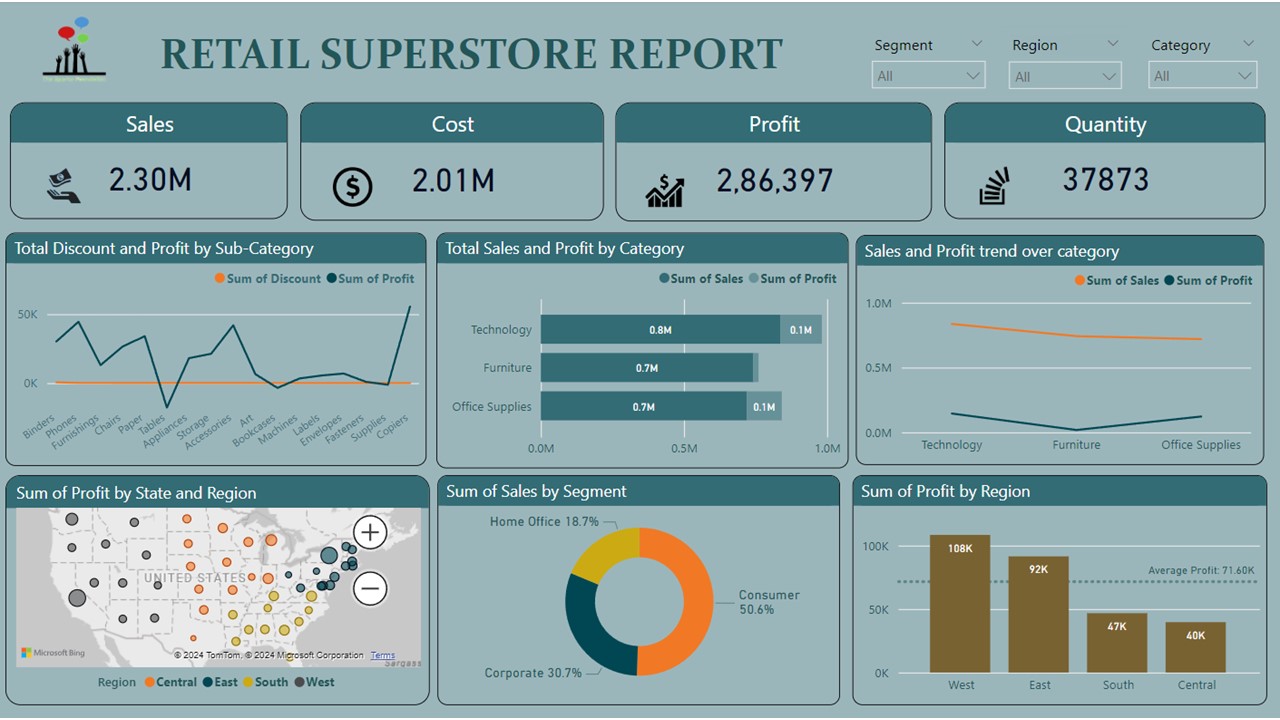 RETAIL SUPERSTORE REPORT
Segment
Region
Category
All
All
All
Sales
Cost
Profit
Quantity
2.30M
2.01M
2,86,397
37873
Total Discount and Profit by Sub-Category
Sum of Discount Sum of Profit
50K
0K
Binders
Phones
Furnishings
Chairs
Paper
Tables
Appliances
Storage
Accessories
Art
Bookcases
Machines
Labels
Envelopes
Fasteners
Supplies
Copiers
Total Sales and Profit by Category
Sum of Sales Sum of Profit
Technology 0.8M 0.1M
Furniture 0.7M
Office Supplies 0.7M 0.1M
0.0M 0.5M 1.0M
Sales and Profit trend over category
Sum of Sales Sum of Profit
1.0M
0.5M
0.0M
Technology Furniture Office Supplies
Sum of Profit by State and Region
UNITED STATES
Microsoft Bing
© 2024 TomTom, © 2024 Microsoft Corporation Terms
Sargass
Region Central East South West
Sum of Sales by Segment
Home Office 18.7%
Consumer
50.6%
Corporate 30.7%
Sum of Profit by Region
100K
50K
0K
108K
92K
47K
40K
Average Profit: 71.60K
West East South Central